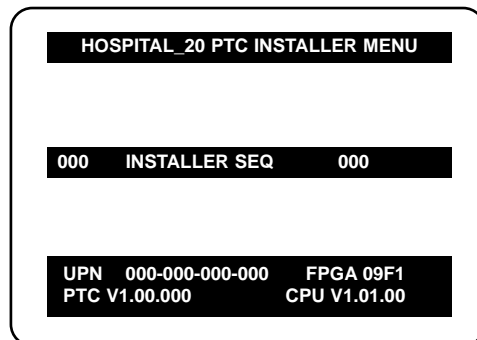 HOSPITAL_20 PTC INSTALLER MENU
000 INSTALLER SEQ 000
UPN 000-000-000-000 FPGA 09F1
PTC V1.00.000 CPU V1.01.00